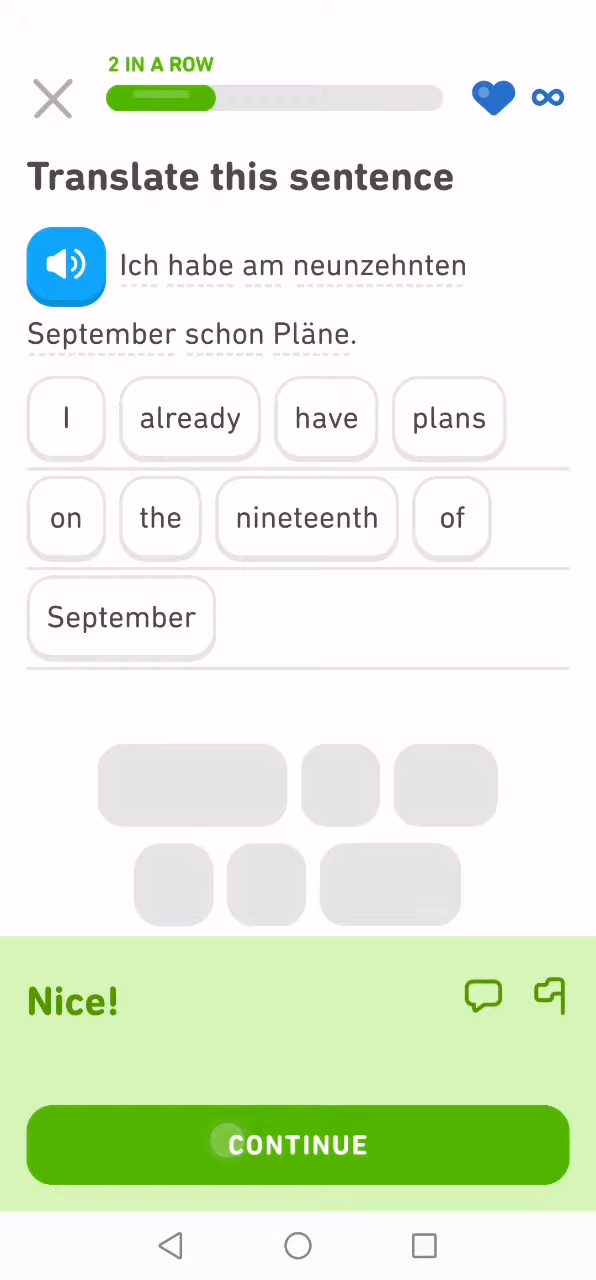 2 IN A ROW
Translate this sentence
Ich habe am neunzehnten
September schon Pläne.
I already have plans
on the nineteenth of
September
Nice!
CONTINUE